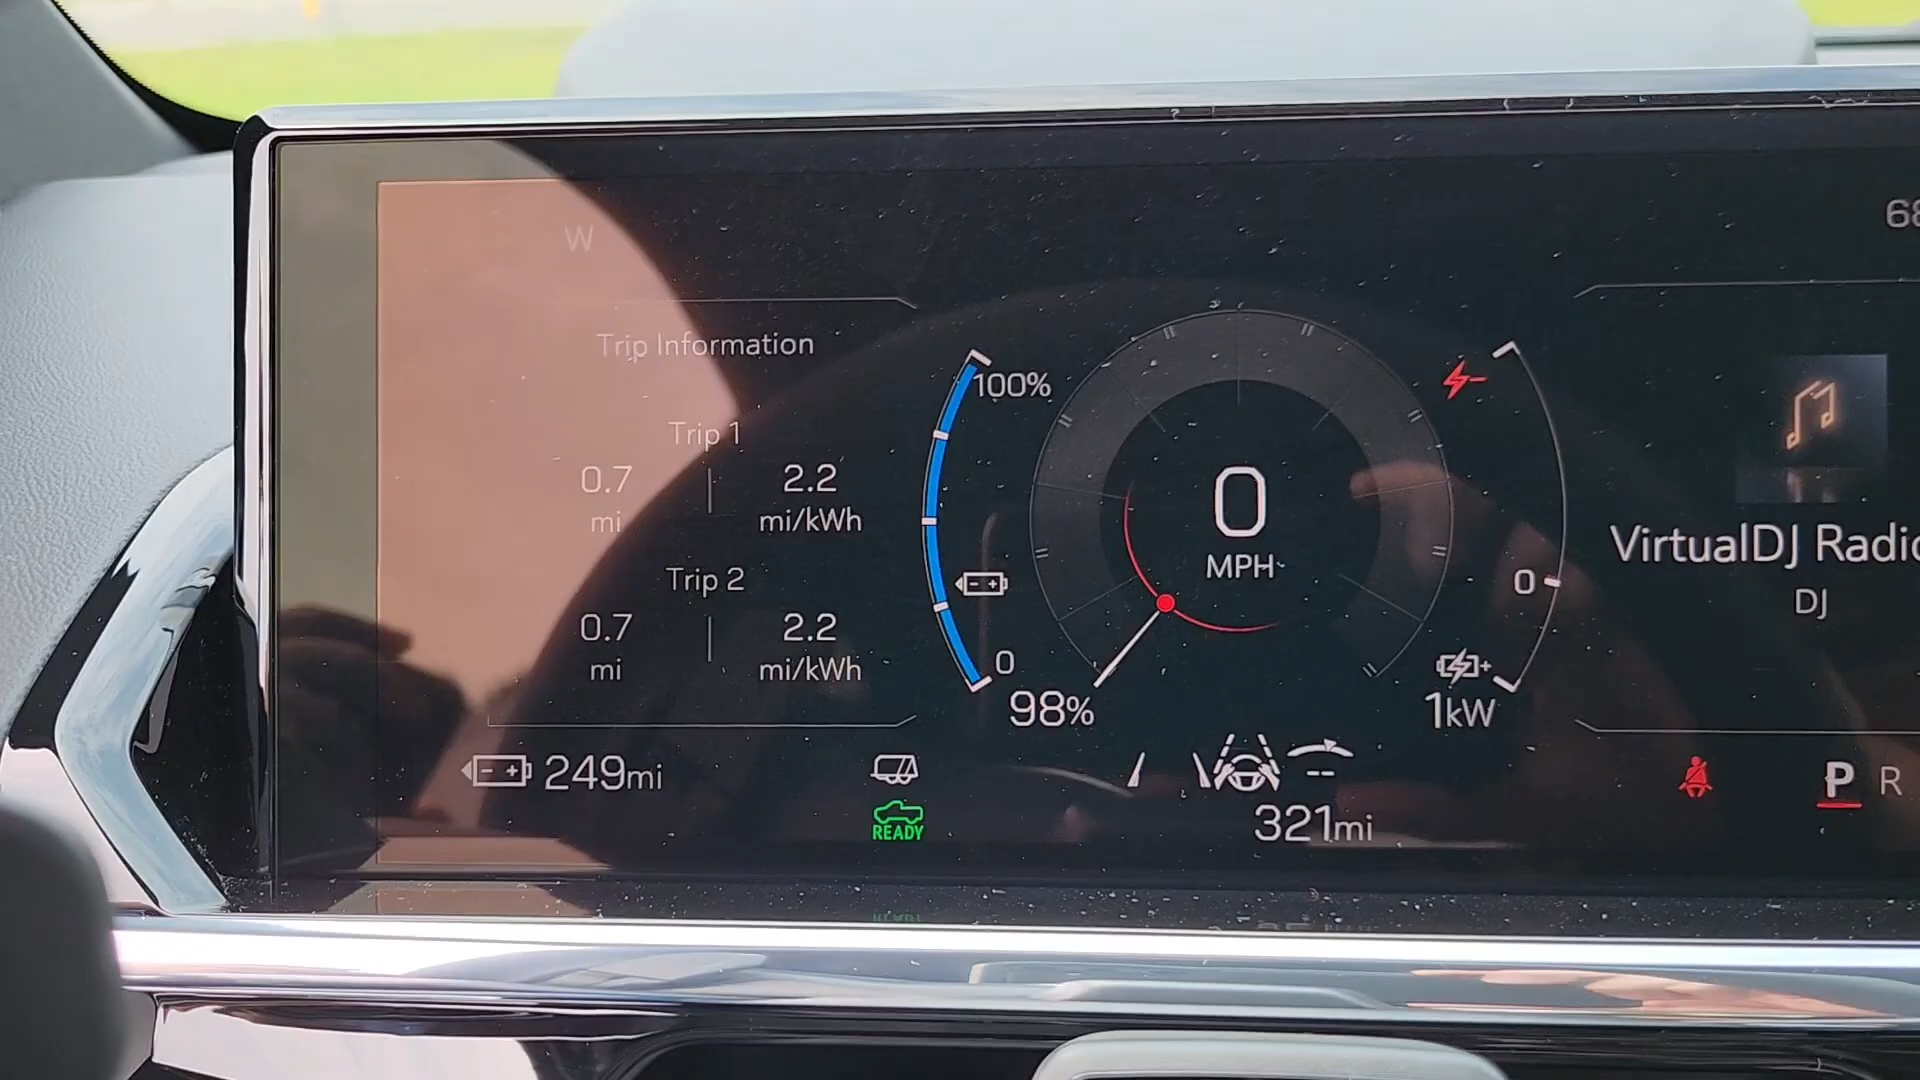 W
68
Trip Information
Trip 1
0.7 2.2
mi mi/kWh
Trip 2
0.7 2.2
mi mi/kWh
249mi
READY
100%
0
98%
0
MPH
0
1kW
321mi
VirtualDJ Radio
DJ
P R